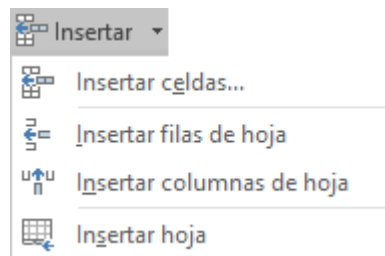 Insertar
Insertar celdas...
Insertar filas de hoja
Insertar columnas de hoja
Insertar hoja